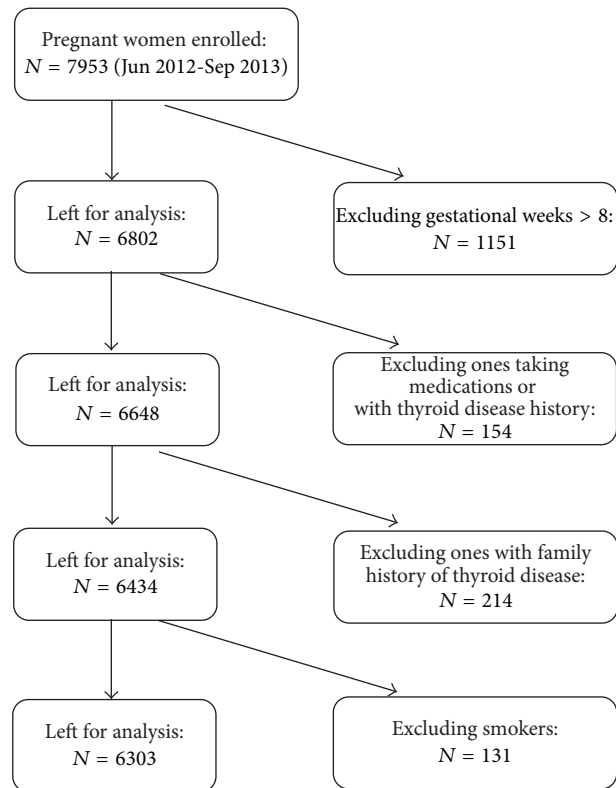 Pregnant women enrolled:
N = 7953 (Jun 2012-Sep 2013)
Left for analysis:
N = 6802
Excluding gestational weeks > 8:
N = 1151
Left for analysis:
N = 6648
Excluding ones taking
medications or
with thyroid disease history:
N = 154
Left for analysis:
N = 6434
Excluding ones with family
history of thyroid disease:
N = 214
Left for analysis:
N = 6303
Excluding smokers:
N = 131